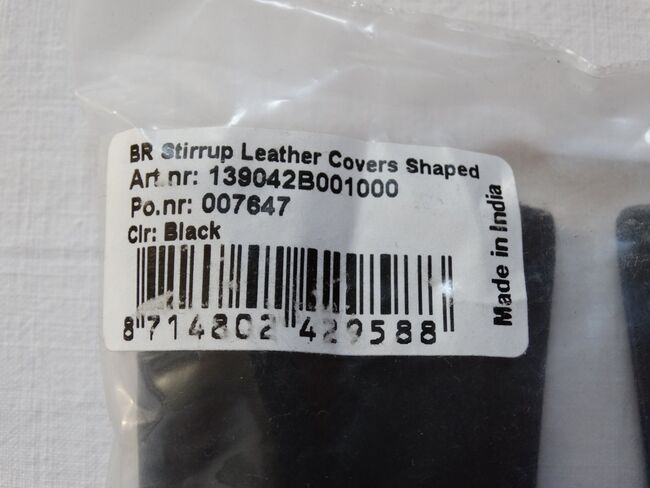 BR Stirrup Leather Covers Shaped
Art.nr: 139042B001000
Po.nr: 007647
Clr: Black
8 714802 429588
Made in India